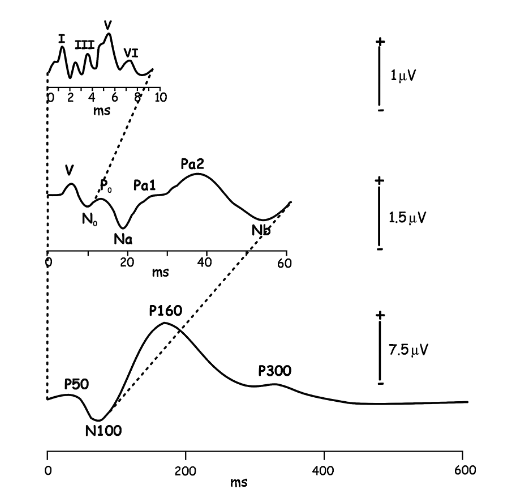 V
I III
VI
+
1μV
-
0 2 4 6 8 10
ms
Pa2
V P₀ Pa1
+
1.5μV
-
N₀
Na
Nb
0 20 40 60
ms
P160
+
7.5μV
-
P300
P50
N100
0 200 400 600
ms